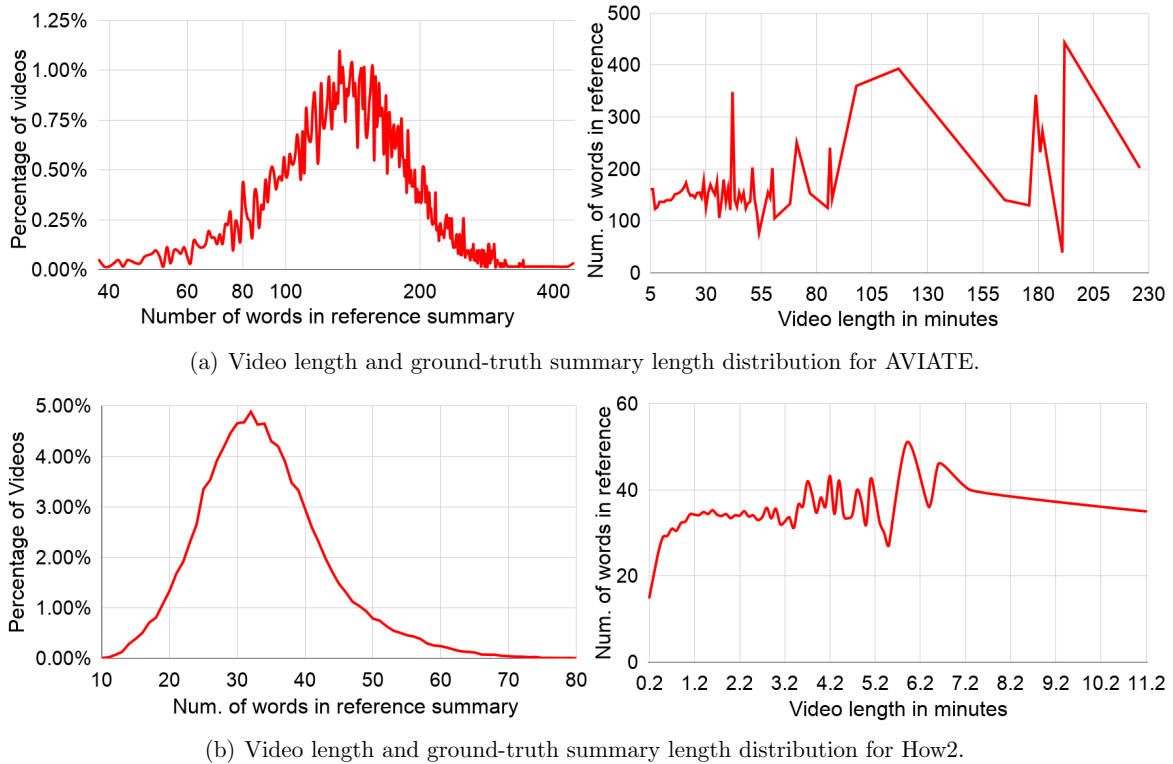 1.25%
1.00%
0.75%
0.50%
0.25%
0.00%
Percentage of videos
40 60 80 100 200 400
Number of words in reference summary
500
400
300
200
100
0
Num. of words in reference
5 30 55 80 105 130 155 180 205 230
Video length in minutes
(a) Video length and ground-truth summary length distribution for AVIATE.
5.00%
4.00%
3.00%
2.00%
1.00%
0.00%
Percentage of Videos
10 20 30 40 50 60 70 80
Num. of words in reference summary
60
40
20
0
Num. of words in reference
0.2 1.2 2.2 3.2 4.2 5.2 6.2 7.2 8.2 9.2 10.2 11.2
Video length in minutes
(b) Video length and ground-truth summary length distribution for How2.